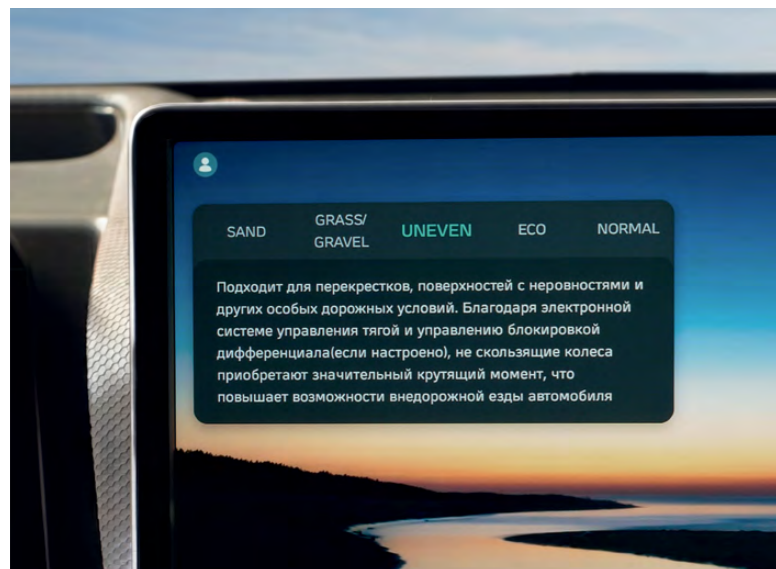 SAND
GRASS/
GRAVEL
UNEVEN
ECO
NORMAL
Подходит для перекрестков, поверхностей с неровностями и
других особых дорожных условий. Благодаря электронной
системе управления тягой и управлению блокировкой
дифференциала(если настроено), не скользящие колеса
приобретают значительный крутящий момент, что
повышает возможности внедорожной езды автомобиля